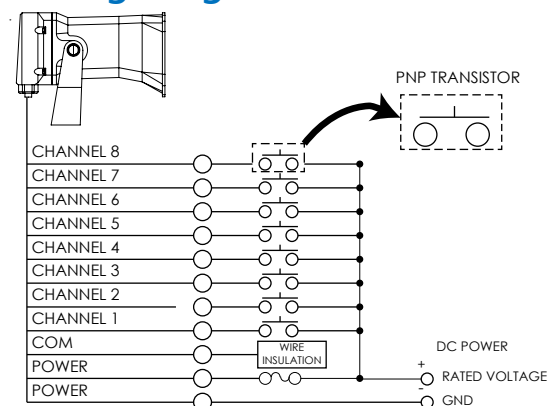 PNP TRANSISTOR
CHANNEL 8
CHANNEL 7
CHANNEL 6
CHANNEL 5
CHANNEL 4
CHANNEL 3
CHANNEL 2
CHANNEL 1
COM
WIRE
INSULATION
DC POWER
POWER
+
RATED VOLTAGE
POWER
-
GND